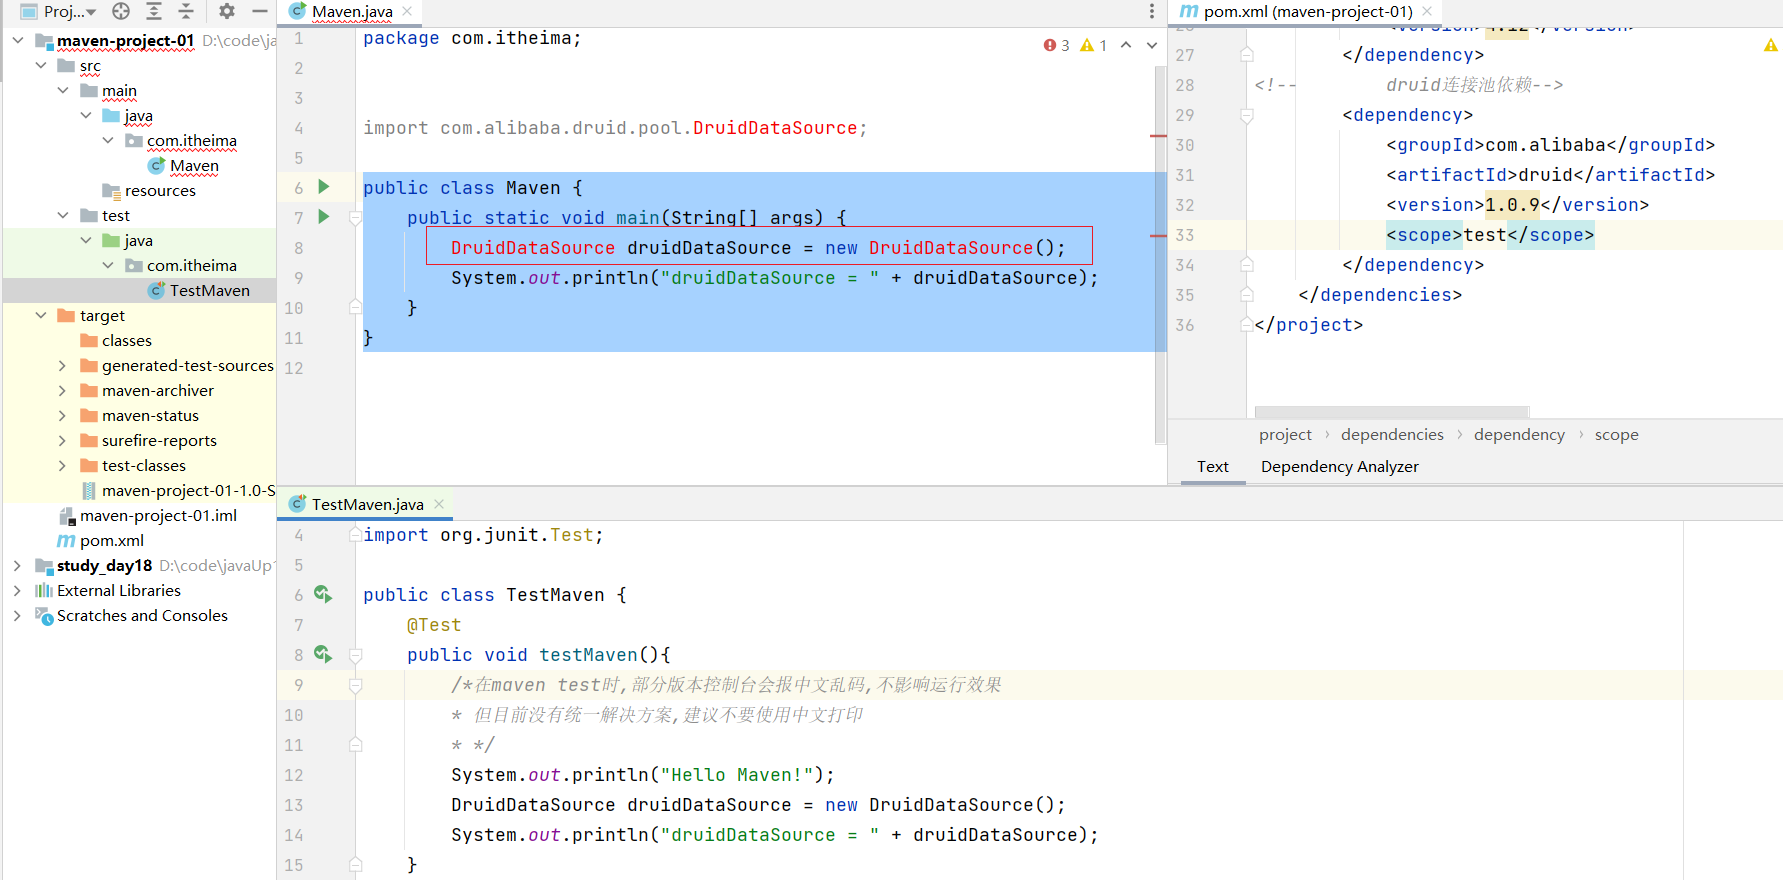 Proj...
maven-project-01 D:\code\ja
src
main
java
com.itheima
Maven
resources
test
java
com.itheima
TestMaven
target
classes
generated-test-sources
maven-archiver
maven-status
surefire-reports
test-classes
maven-project-01-1.0-S
maven-project-01.iml
pom.xml
study_day18 D:\code\javaUp
External Libraries
Scratches and Consoles
Maven.java
3 1
1 package com.itheima;
2
3
4 import com.alibaba.druid.pool.DruidDataSource;
5
6 public class Maven {
7 public static void main(String[] args) {
8 DruidDataSource druidDataSource = new DruidDataSource();
9 System.out.println("druidDataSource = " + druidDataSource);
10 }
11 }
12
pom.xml (maven-project-01)
27 </dependency>
28 <!-- druid连接池依赖-->
29 <dependency>
30 <groupId>com.alibaba</groupId>
31 <artifactId>druid</artifactId>
32 <version>1.0.9</version>
33 <scope>test</scope>
34 </dependency>
35 </dependencies>
36 </project>
project › dependencies › dependency › scope
Text Dependency Analyzer
TestMaven.java
4 import org.junit.Test;
5
6 public class TestMaven {
7 @Test
8 public void testMaven(){
9 /*在maven test时,部分版本控制台会报中文乱码,不影响运行效果
10 * 但目前没有统一解决方案,建议不要使用中文打印
11 * */
12 System.out.println("Hello Maven!");
13 DruidDataSource druidDataSource = new DruidDataSource();
14 System.out.println("druidDataSource = " + druidDataSource);
15 }